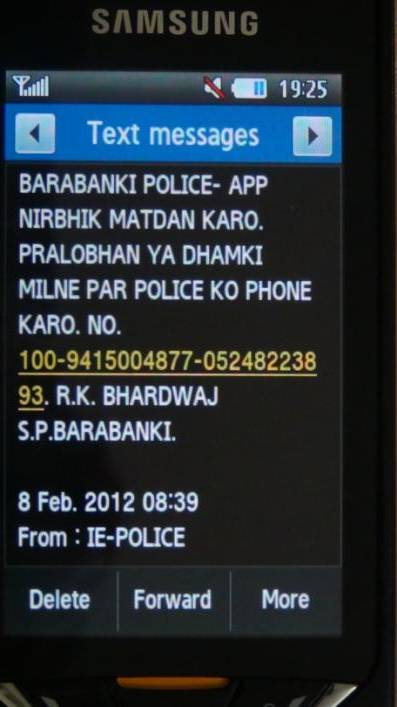 SAMSUNG
19:25
Text messages
BARABANKI POLICE- APP
NIRBHIK MATDAN KARO.
PRALOBHAN YA DHAMKI
MILNE PAR POLICE KO PHONE
KARO. NO.
100-9415004877-052482238
93. R.K. BHARDWAJ
S.P.BARABANKI.
8 Feb. 2012 08:39
From : IE-POLICE
Delete Forward More